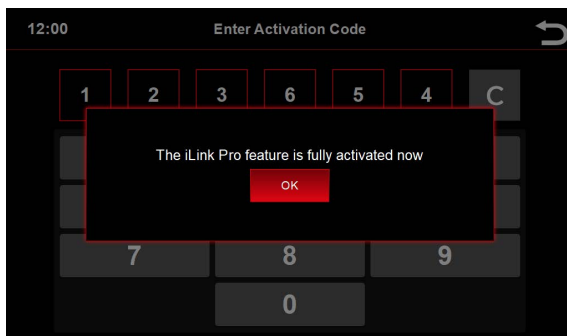 12:00 Enter Activation Code
1 2 3 6 5 4 C
The iLink Pro feature is fully activated now
OK
7 8 9
0